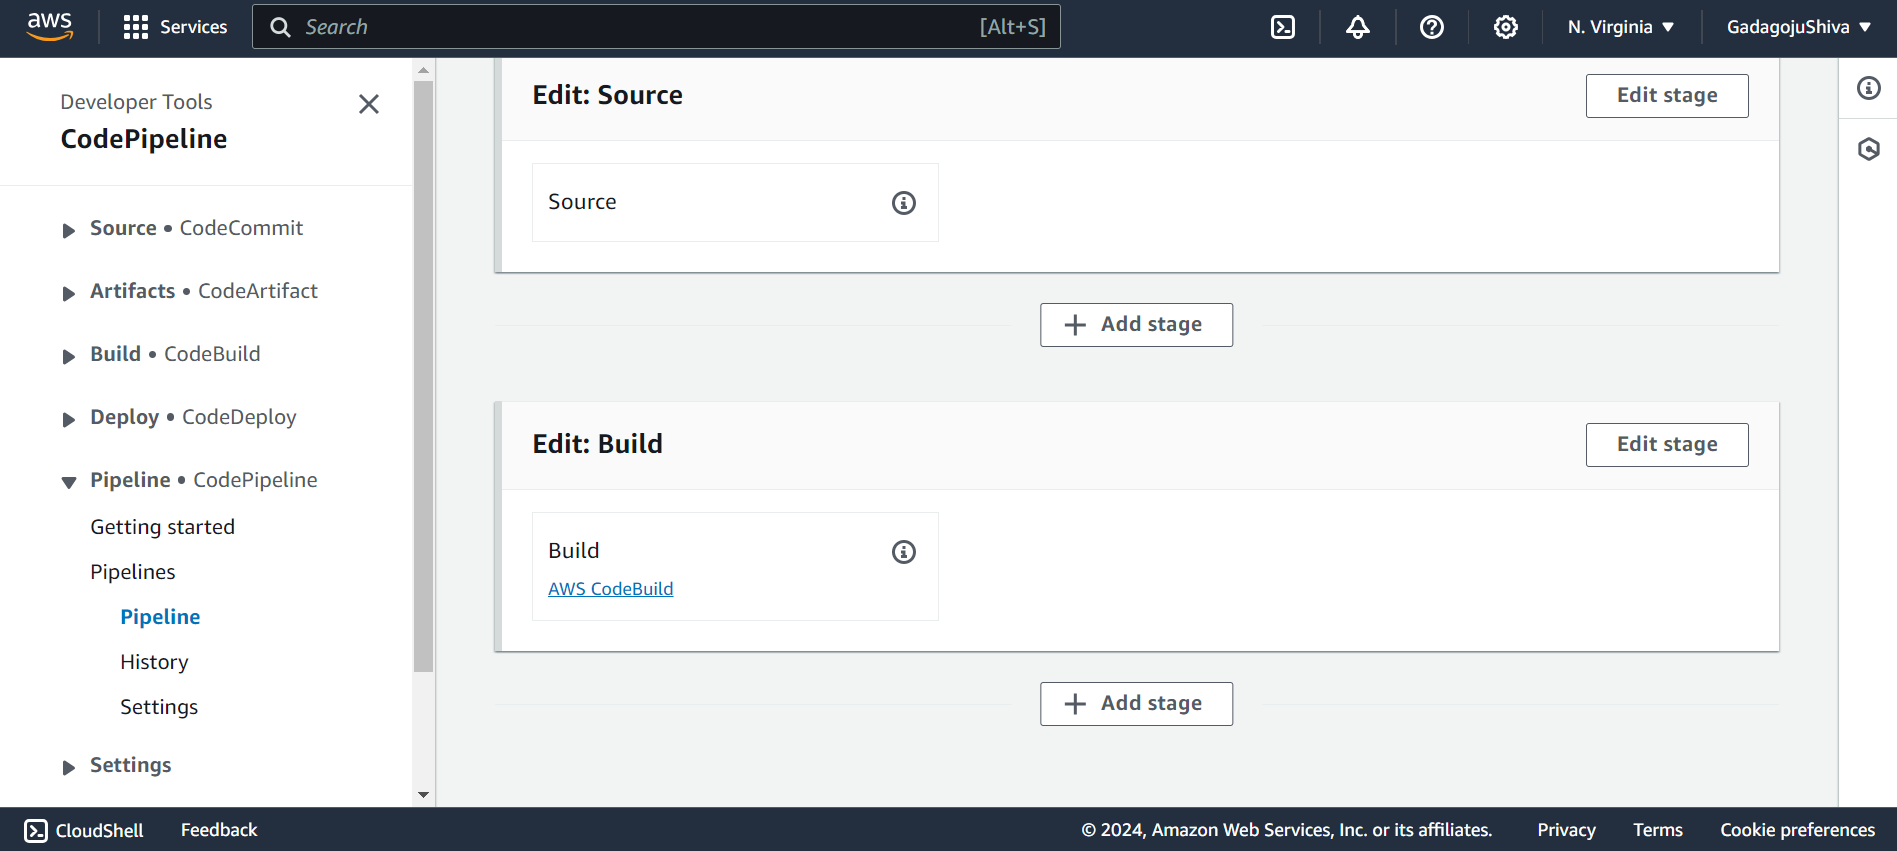 aws Services Search [Alt+S] N. Virginia ▼ GadagojuShiva ▼
Developer Tools
CodePipeline
Source • CodeCommit
Artifacts • CodeArtifact
Build • CodeBuild
Deploy • CodeDeploy
Pipeline • CodePipeline
Getting started
Pipelines
Pipeline
History
Settings
Settings
Edit: Source
Edit stage
Source
+ Add stage
Edit: Build
Edit stage
Build
AWS CodeBuild
+ Add stage
CloudShell Feedback © 2024, Amazon Web Services, Inc. or its affiliates. Privacy Terms Cookie preferences